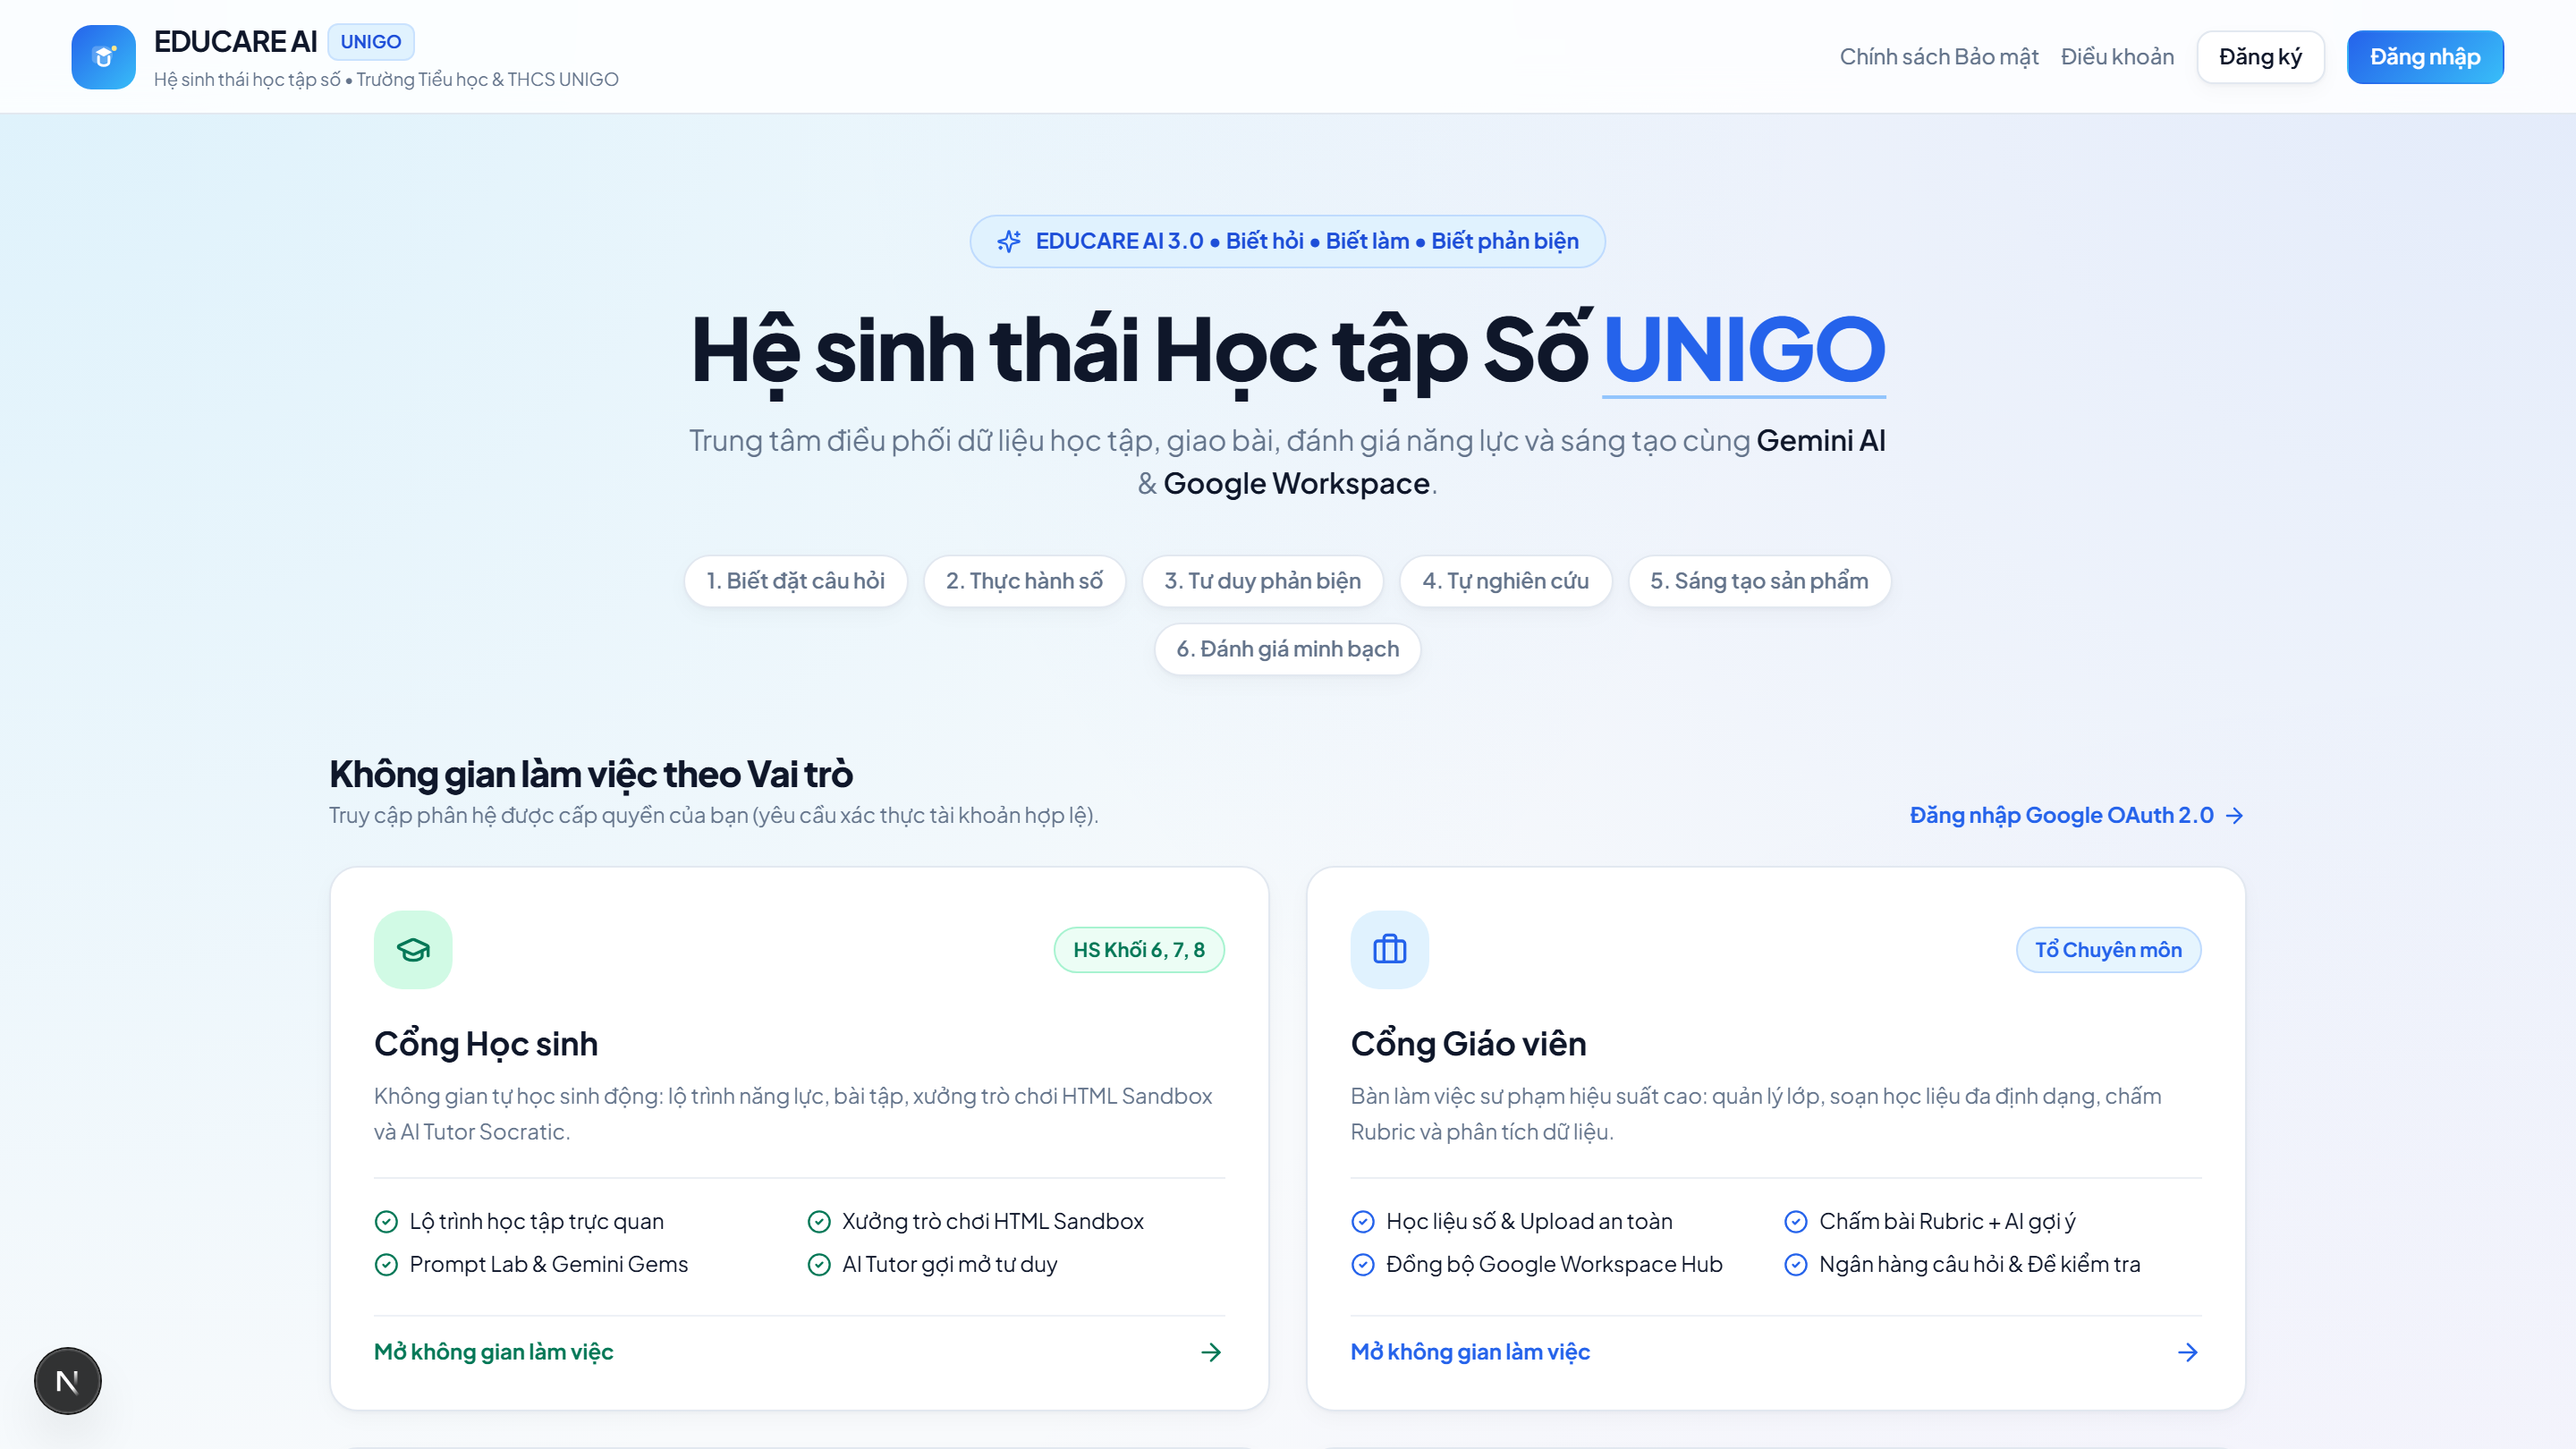 EDUCARE AI UNIGO
Hệ sinh thái học tập số • Trường Tiểu học & THCS UNIGO
Chính sách Bảo mật
Điều khoản
Đăng ký
Đăng nhập
EDUCARE AI 3.0 • Biết hỏi • Biết làm • Biết phản biện
Hệ sinh thái Học tập Số UNIGO
Trung tâm điều phối dữ liệu học tập, giao bài, đánh giá năng lực và sáng tạo cùng Gemini AI
& Google Workspace.
1. Biết đặt câu hỏi
2. Thực hành số
3. Tư duy phản biện
4. Tự nghiên cứu
5. Sáng tạo sản phẩm
6. Đánh giá minh bạch
Không gian làm việc theo Vai trò
Truy cập phân hệ được cấp quyền của bạn (yêu cầu xác thực tài khoản hợp lệ).
Đăng nhập Google OAuth 2.0
HS Khối 6, 7, 8
Cổng Học sinh
Không gian tự học sinh động: lộ trình năng lực, bài tập, xưởng trò chơi HTML Sandbox
và AI Tutor Socratic.
Lộ trình học tập trực quan
Xưởng trò chơi HTML Sandbox
Prompt Lab & Gemini Gems
AI Tutor gợi mở tư duy
Mở không gian làm việc
Tổ Chuyên môn
Cổng Giáo viên
Bàn làm việc sư phạm hiệu suất cao: quản lý lớp, soạn học liệu đa định dạng, chấm
Rubric và phân tích dữ liệu.
Học liệu số & Upload an toàn
Chấm bài Rubric + AI gợi ý
Đồng bộ Google Workspace Hub
Ngân hàng câu hỏi & Đề kiểm tra
Mở không gian làm việc
N